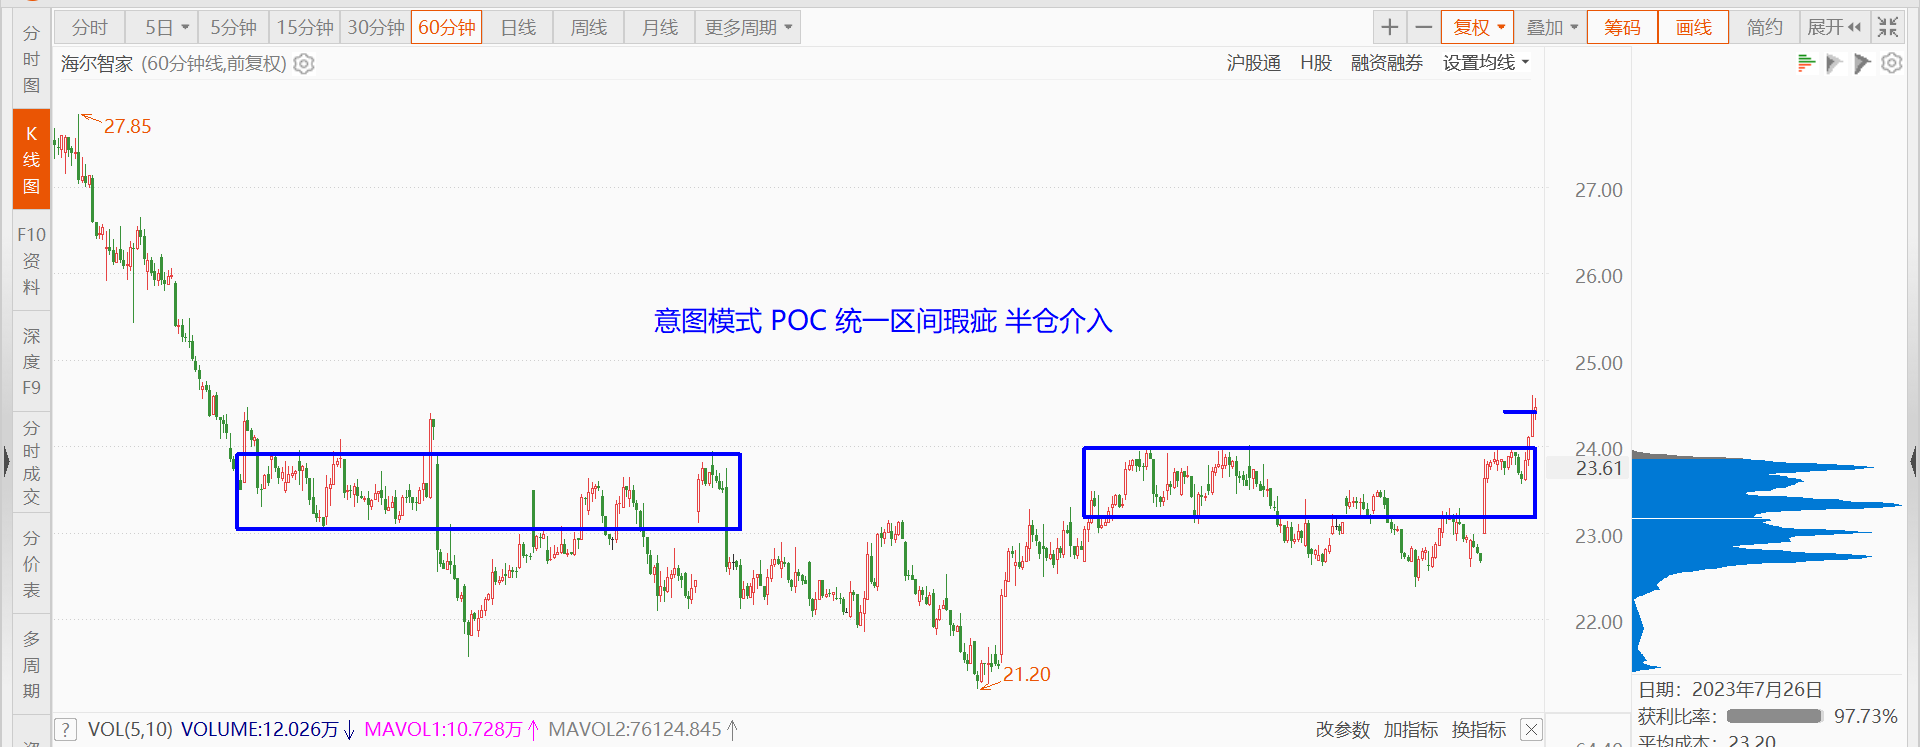 分时 5日 5分钟 15分钟 30分钟 60分钟 日线 周线 月线 更多周期 复权 叠加 筹码 画线 简约 展开
海尔智家 (60分钟线,前复权) 沪股通 H股 融资融券 设置均线
分时图
K线图
F10资料
深度F9
分时成交
分价表
多周期
27.85
27.00
26.00
意图模式 POC 统一区间瑕疵 半仓介入
25.00
24.00
23.61
23.00
22.00
21.20
日期: 2023年7月26日
获利比率: 97.73%
平均成本: 23.20
? VOL(5,10) VOLUME:12.026万 MAVOL1:10.728万 MAVOL2:76124.845 改参数 加指标 换指标